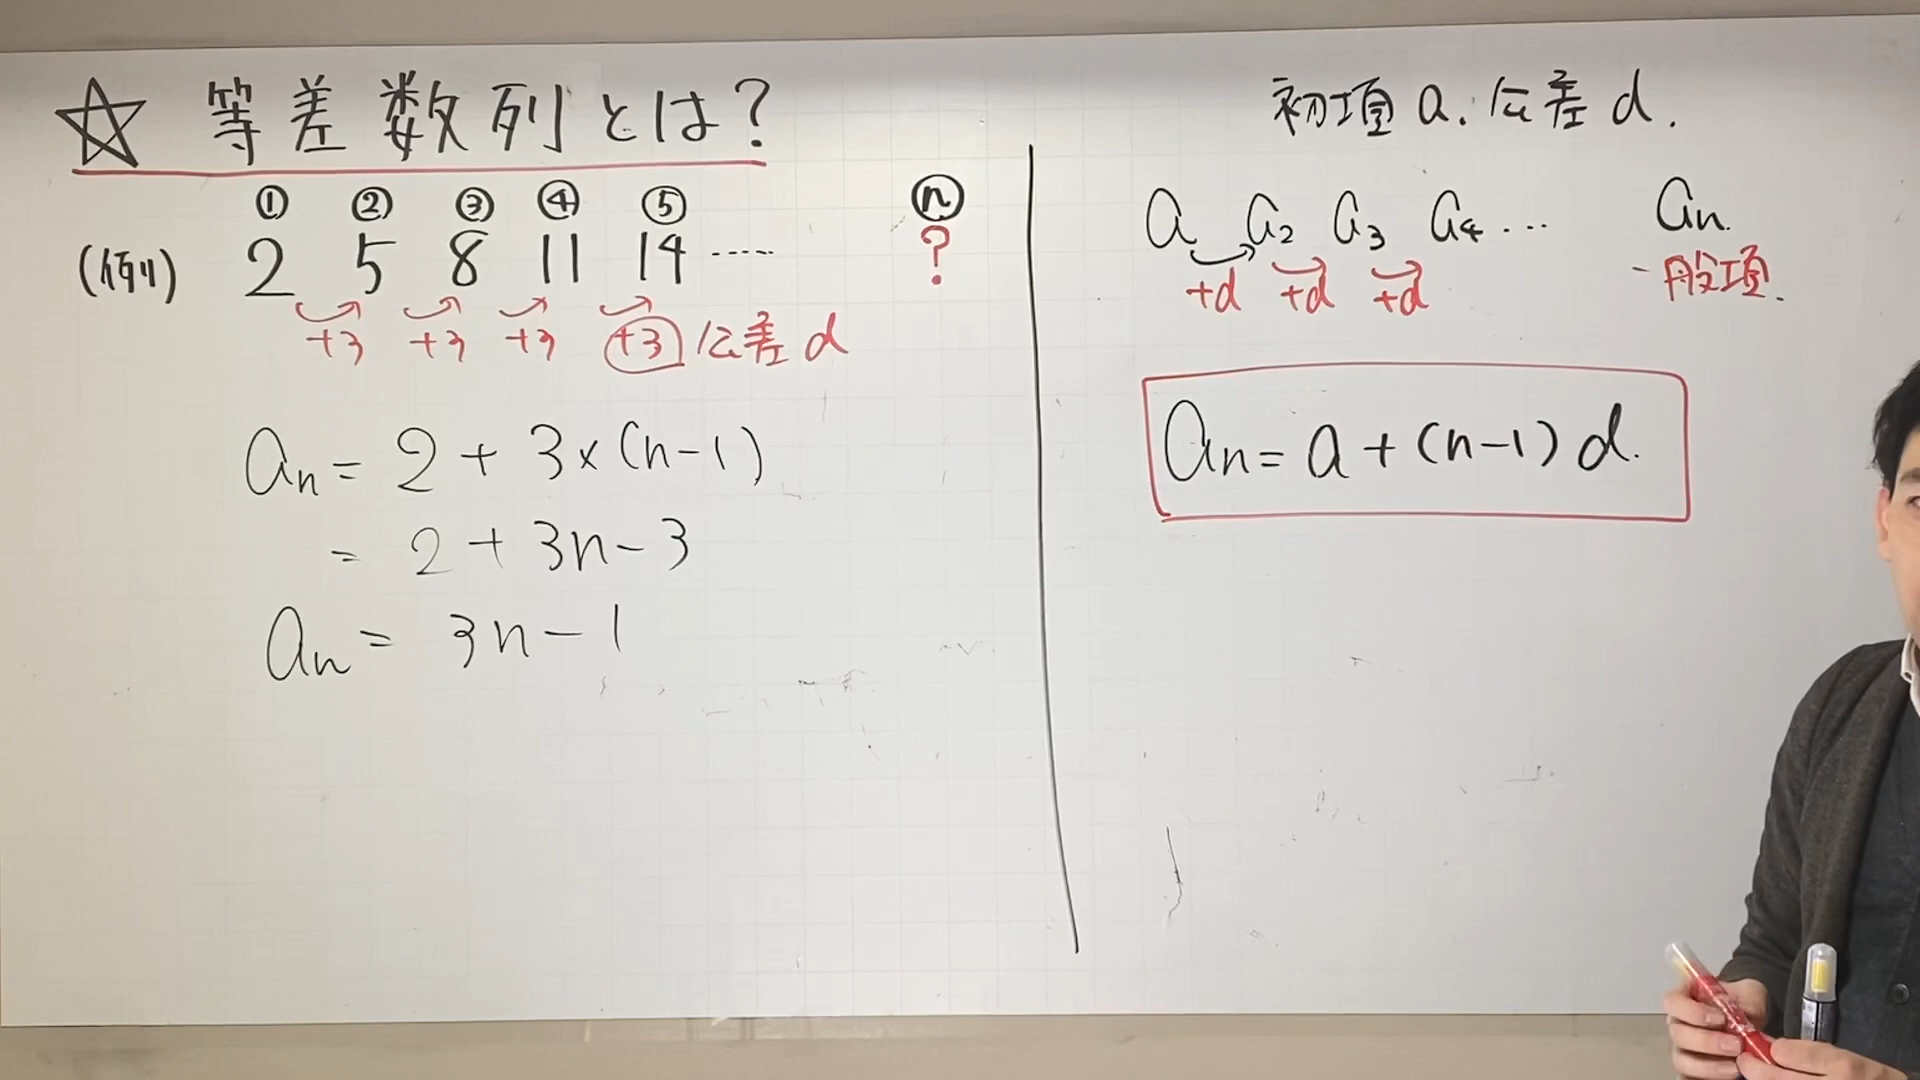 ☆ 等差数列とは？
① ② ③ ④ ⑤ ⓝ
(例) 2 5 8 11 14 ····· ?
+3 +3 +3 +3 公差 d
an = 2 + 3×(n-1)
= 2 + 3n - 3
an = 3n - 1
初項 a. 公差 d.
a a2 a3 a4 ... an.
+d +d +d 一般項.
an = a + (n-1) d.